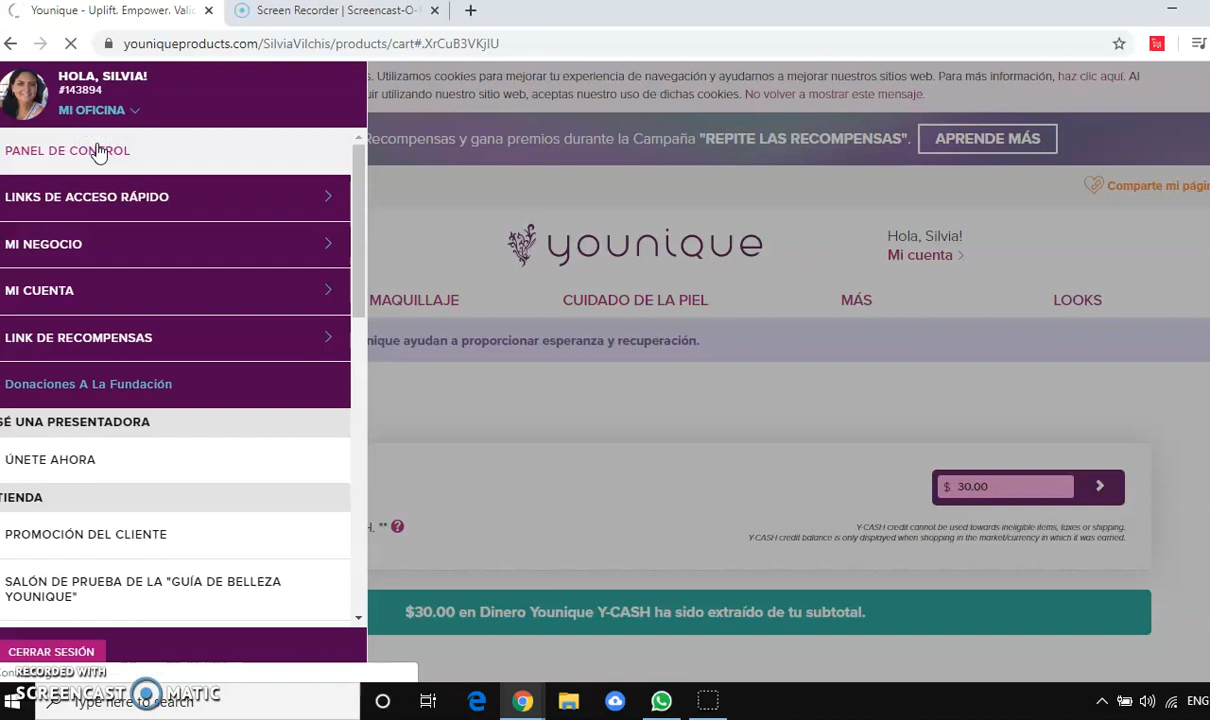 Younique - Uplift. Empower. Valid
Screen Recorder | Screencast-O-
youniqueproducts.com/SilviaVilchis/products/cart#.XrCuB3VKjIU
HOLA, SILVIA!
#143894
MI OFICINA
s. Utilizamos cookies para mejorar tu experiencia de navegación y ayudarnos a mejorar nuestros sitios web. Para más información, haz clic aquí. Al
uir utilizando nuestro sitio web, aceptas nuestro uso de dichas cookies. No volver a mostrar este mensaje.
Recompensas y gana premios durante la Campaña "REPITE LAS RECOMPENSAS".
APRENDE MÁS
PANEL DE CONTROL
LINKS DE ACCESO RÁPIDO
MI NEGOCIO
MI CUENTA
LINK DE RECOMPENSAS
Donaciones A La Fundación
SÉ UNA PRESENTADORA
ÚNETE AHORA
TIENDA
PROMOCIÓN DEL CLIENTE
SALÓN DE PRUEBA DE LA "GUÍA DE BELLEZA
YOUNIQUE"
CERRAR SESIÓN
Comparte mi págin
younique
Hola, Silvia!
Mi cuenta
MAQUILLAJE
CUIDADO DE LA PIEL
MÁS
LOOKS
nique ayudan a proporcionar esperanza y recuperación.
$ 30.00
H. **
Y-CASH credit cannot be used towards ineligible items, taxes or shipping.
Y-CASH credit balance is only displayed when shopping in the market/currency in which it was earned.
$30.00 en Dinero Younique Y-CASH ha sido extraído de tu subtotal.
RECORDED WITH
SCREENCAST MATIC
Type here to search
ENG